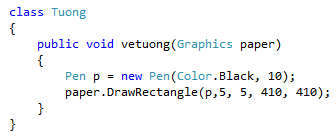 class Tuong
{
    public void vetuong(Graphics paper)
    {
        Pen p = new Pen(Color.Black, 10);
        paper.DrawRectangle(p,5, 5, 410, 410);
    }
}